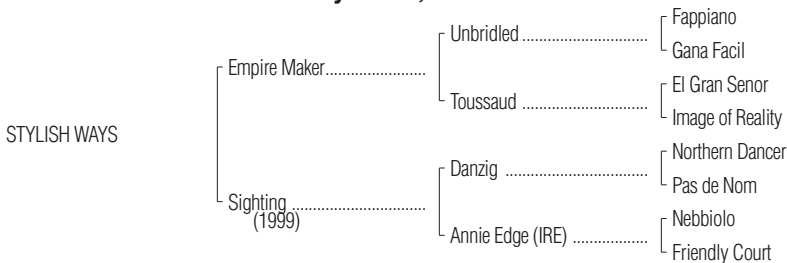 Fappiano
Unbridled ..............................
Gana Facil
Empire Maker........................
El Gran Senor
Toussaud ..............................
Image of Reality
STYLISH WAYS
Northern Dancer
Danzig ..................................
Pas de Nom
Sighting ................................
(1999)
Nebbiolo
Annie Edge (IRE) ..................
Friendly Court